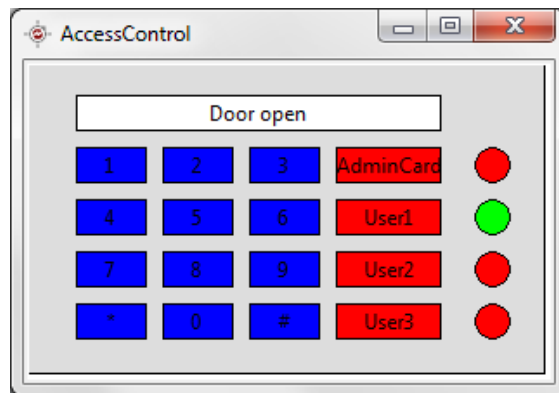 AccessControl
Door open
1 2 3 AdminCard
4 5 6 User1
7 8 9 User2
* 0 # User3